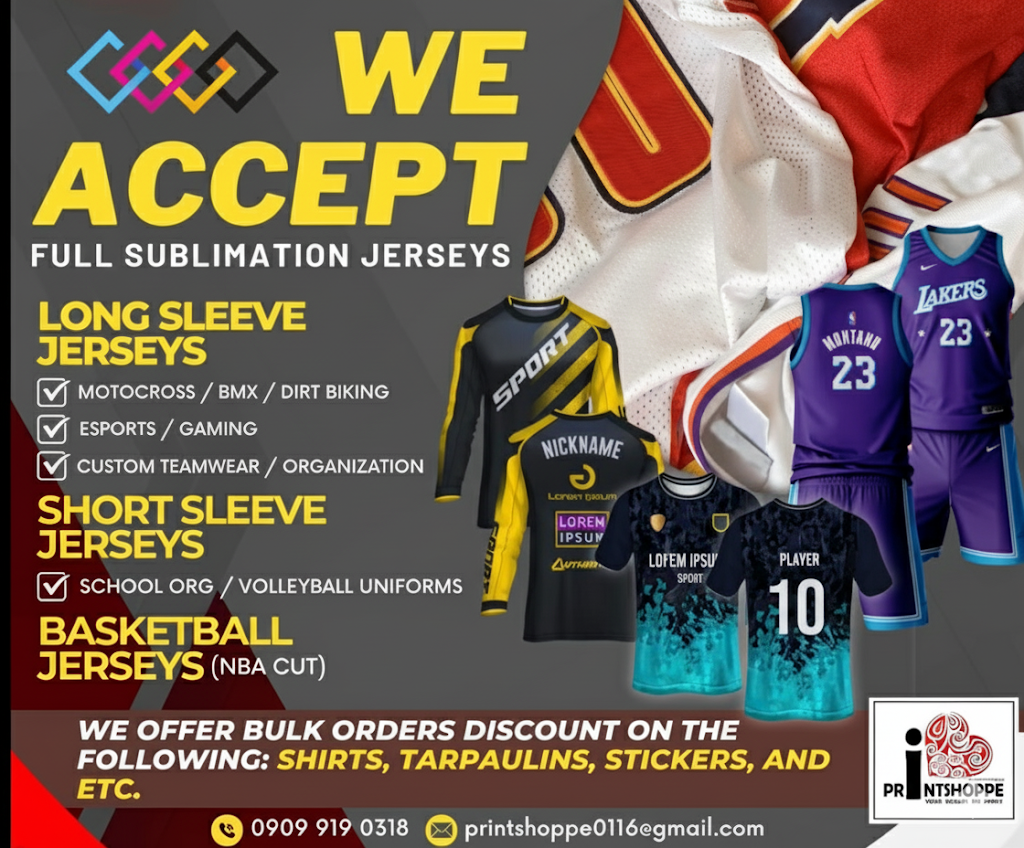 WE
ACCEPT
FULL SUBLIMATION JERSEYS
LONG SLEEVE
JERSEYS
MOTOCROSS / BMX / DIRT BIKING
ESPORTS / GAMING
CUSTOM TEAMWEAR / ORGANIZATION
SHORT SLEEVE
JERSEYS
SCHOOL ORG / VOLLEYBALL UNIFORMS
BASKETBALL
JERSEYS (NBA CUT)
SPORT
NICKNAME
LOREM
IPSUM
LOFEM IPSU
SPORT
PLAYER
10
MONTANO
23
LAKERS
23
WE OFFER BULK ORDERS DISCOUNT ON THE
FOLLOWING: SHIRTS, TARPAULINS, STICKERS, AND
ETC.
0909 919 0318 printshoppe0116@gmail.com
PRiNTSHOPPE